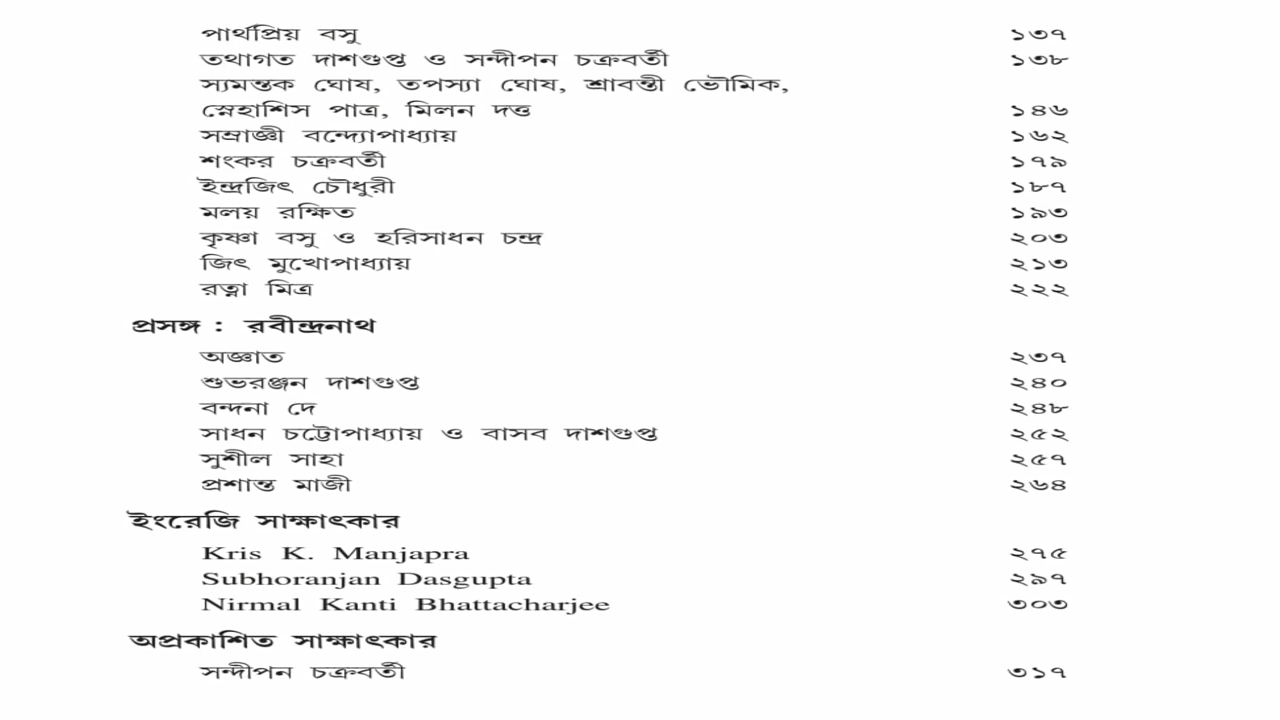 পার্থপ্রিয় বসু ১৩৭
তথাগত দাশগুপ্ত ও সন্দীপন চক্রবর্তী ১৩৮
স্যমন্তক ঘোষ, তপস্যা ঘোষ, শ্রাবন্তী ভৌমিক,
স্নেহাশিস পাত্র, মিলন দত্ত ১৪৬
সম্রাজ্ঞী বন্দ্যোপাধ্যায় ১৬২
শংকর চক্রবর্তী ১৭৯
ইন্দ্রজিৎ চৌধুরী ১৮৭
মলয় রক্ষিত ১৯৩
কৃষ্ণা বসু ও হরিসাধন চন্দ্র ২০৩
জিৎ মুখোপাধ্যায় ২১৩
রত্না মিত্র ২২২
প্রসঙ্গ : রবীন্দ্রনাথ
অজ্ঞাত ২৩৭
শুভরঞ্জন দাশগুপ্ত ২৪০
বন্দনা দে ২৪৮
সাধন চট্টোপাধ্যায় ও বাসব দাশগুপ্ত ২৫২
সুশীল সাহা ২৫৭
প্রশান্ত মাজী ২৬৪
ইংরেজি সাক্ষাৎকার
Kris K. Manjapra ২৭৫
Subhoranjan Dasgupta ২৯৭
Nirmal Kanti Bhattacharjee ৩০৩
অপ্রকাশিত সাক্ষাৎকার
সন্দীপন চক্রবর্তী ৩১৭